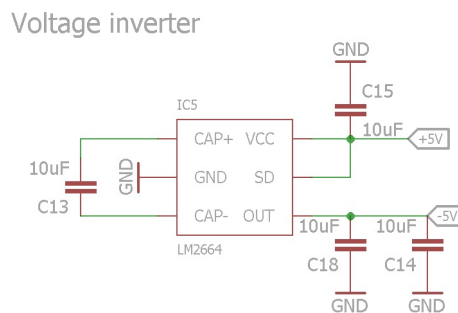 Voltage inverter
GND
C15
10uF
+5V
IC5
CAP+ VCC
GND SD
CAP- OUT
LM2664
10uF
C13
GND
-5V
10uF
C18
GND
10uF
C14
GND